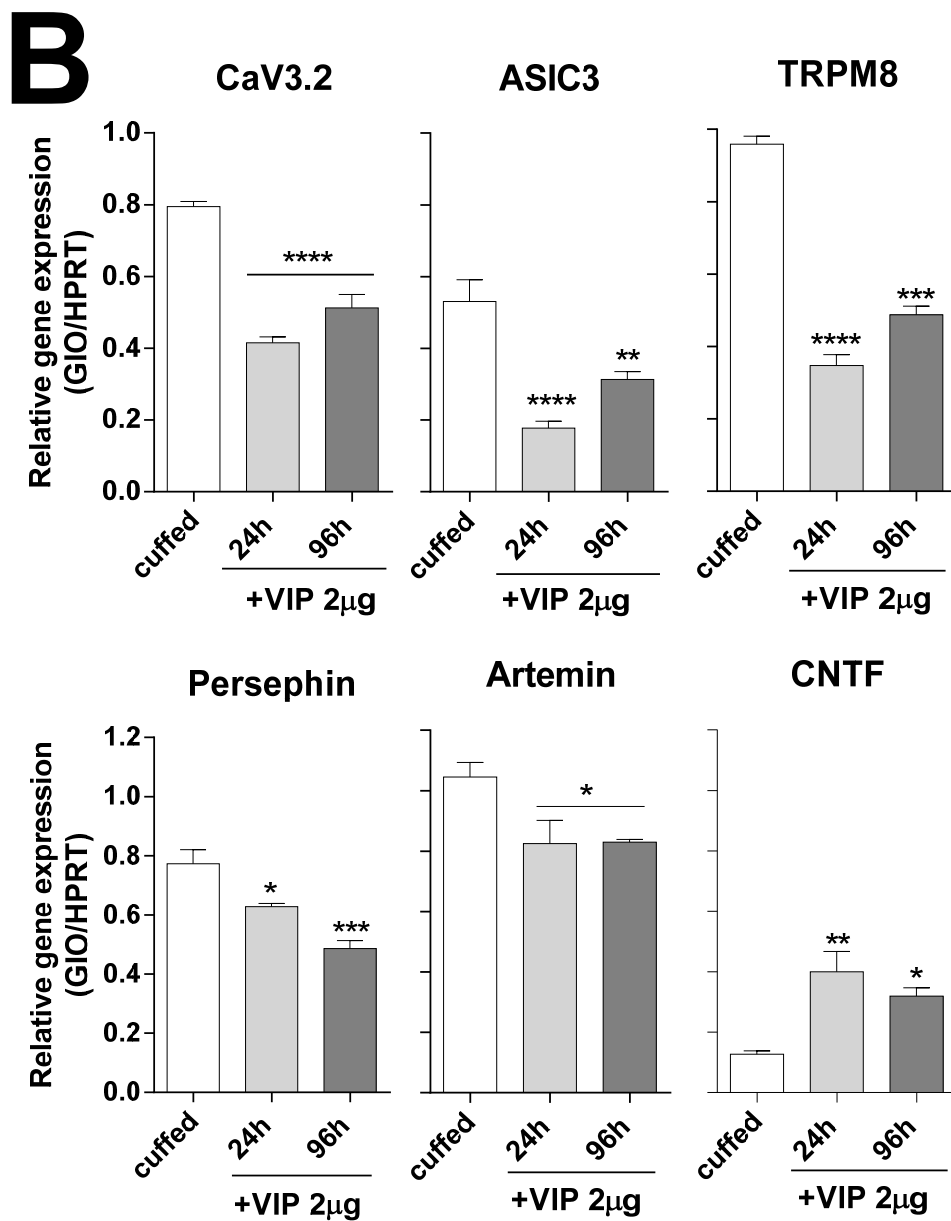 B
CaV3.2
ASIC3
TRPM8
Relative gene expression
(GIO/HPRT)
1.0
0.8
0.6
0.4
0.2
0.0
****
****
**
****
***
cuffed
24h
96h
+VIP 2μg
cuffed
24h
96h
+VIP 2μg
cuffed
24h
96h
+VIP 2μg
Persephin
Artemin
CNTF
Relative gene expression
(GIO/HPRT)
1.2
1.0
0.8
0.6
0.4
0.2
0.0
*
***
*
**
*
cuffed
24h
96h
+VIP 2μg
cuffed
24h
96h
+VIP 2μg
cuffed
24h
96h
+VIP 2μg